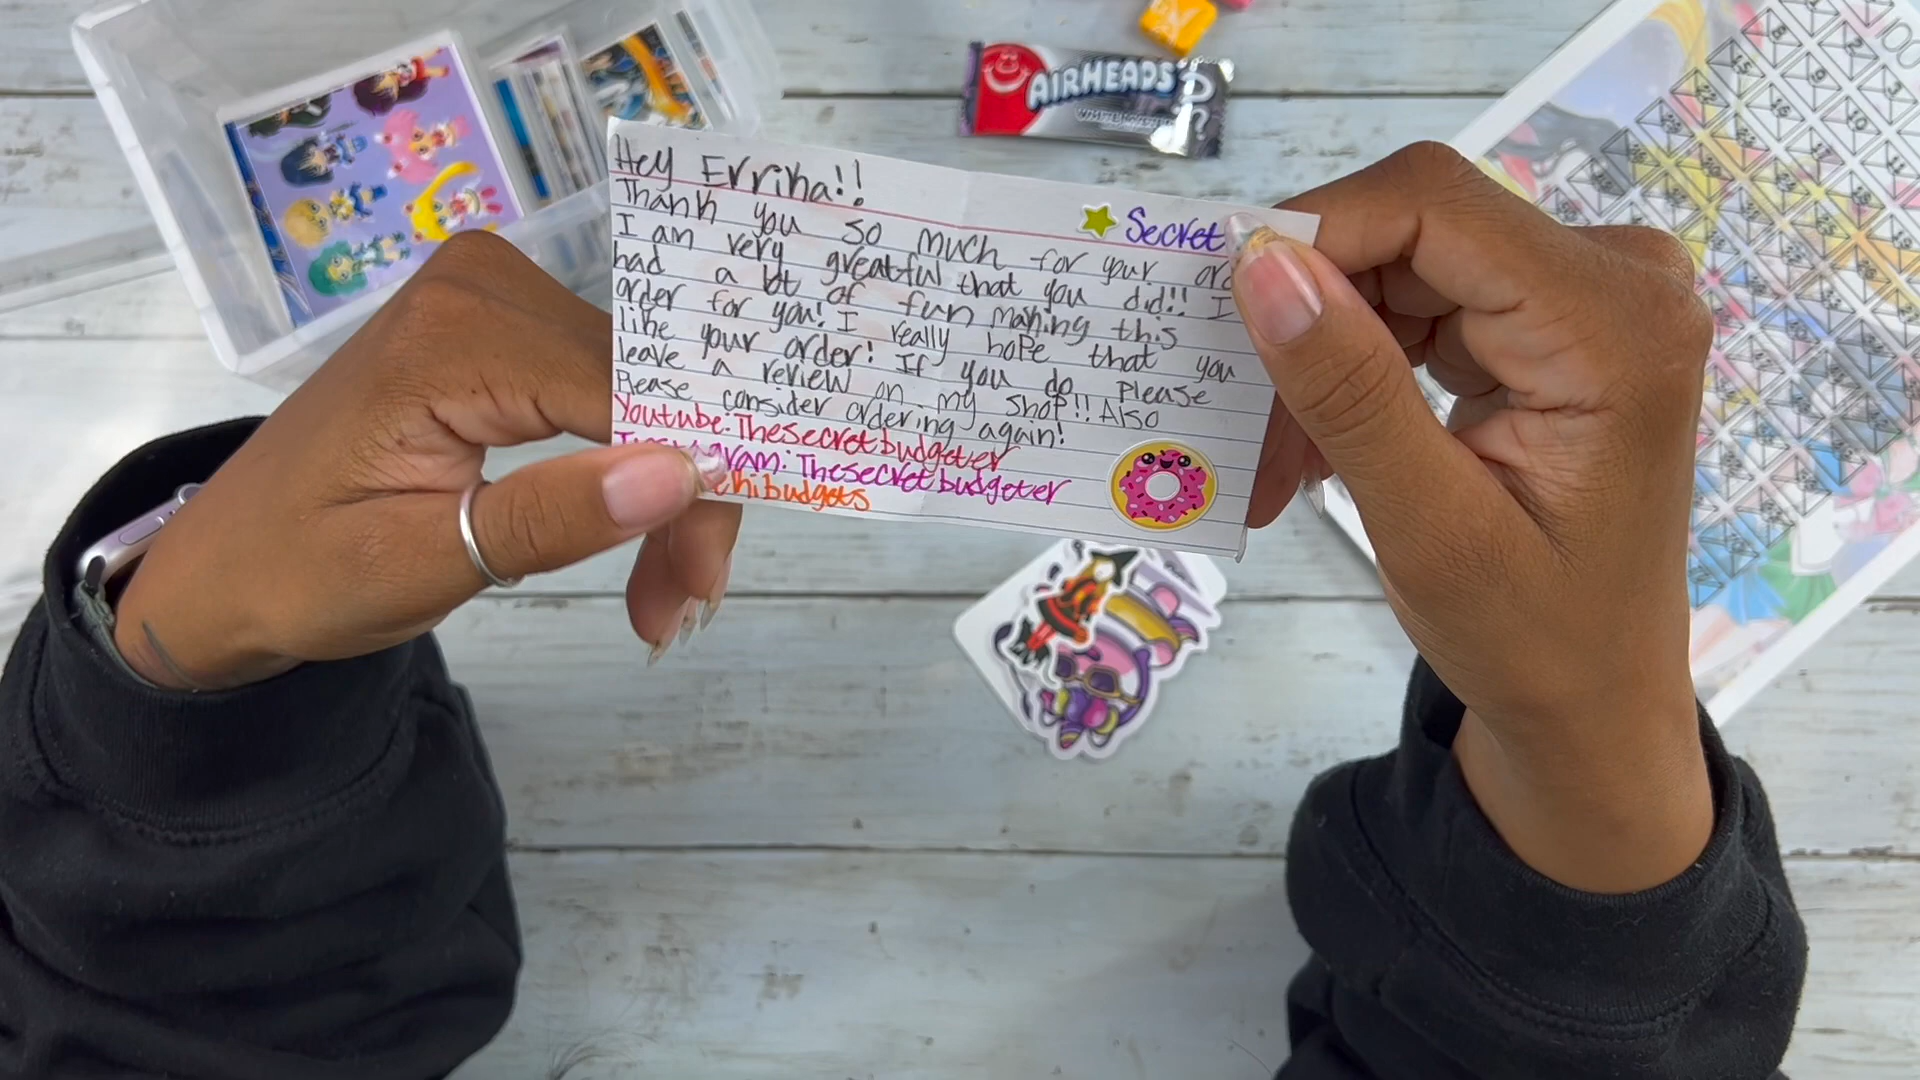 Hey Erriha!!
Secret
Thank you so much for your
I am very greatful that you did!! I
had a lot of fun making this
order for you! I really hope that you
like your order! If you do please
leave a review on my shop!! Also
Please consider ordering again!
Youtube: Thesecretbudgeter
Thesecretbudgeter
AIRHEADS